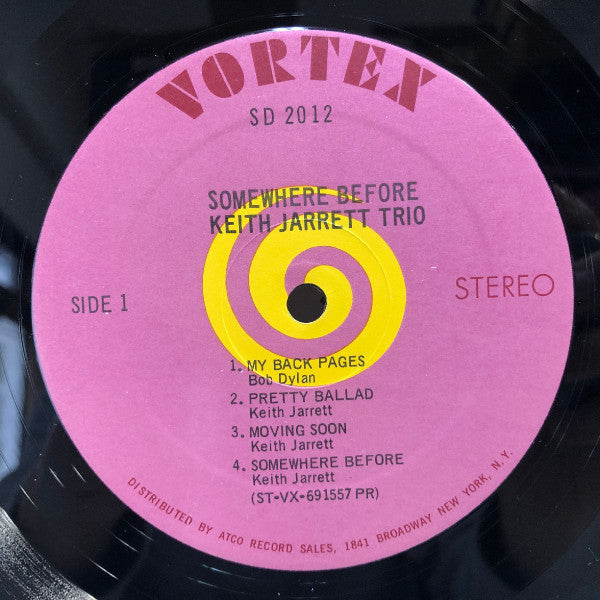 VORTEX
SD 2012
SOMEWHERE BEFORE
KEITH JARRETT TRIO
SIDE 1
STEREO
1. MY BACK PAGES
Bob Dylan
2. PRETTY BALLAD
Keith Jarrett
3. MOVING SOON
Keith Jarrett
4. SOMEWHERE BEFORE
Keith Jarrett
(ST-VX-691557 PR)
DISTRIBUTED BY ATCO RECORD SALES, 1841 BROADWAY NEW YORK, N.Y.